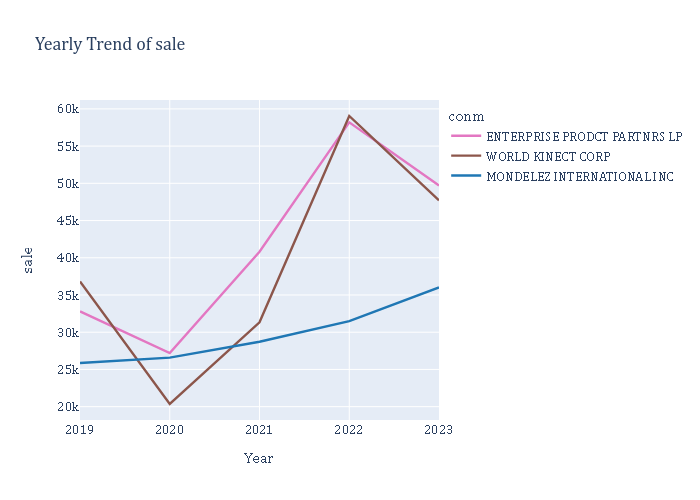 Yearly Trend of sale
conm
ENTERPRISE PRODCT PARTNRS LP
WORLD KINECT CORP
MONDELEZ INTERNATIONAL INC
60k
55k
50k
45k
40k
35k
30k
25k
20k
sale
2019 2020 2021 2022 2023
Year